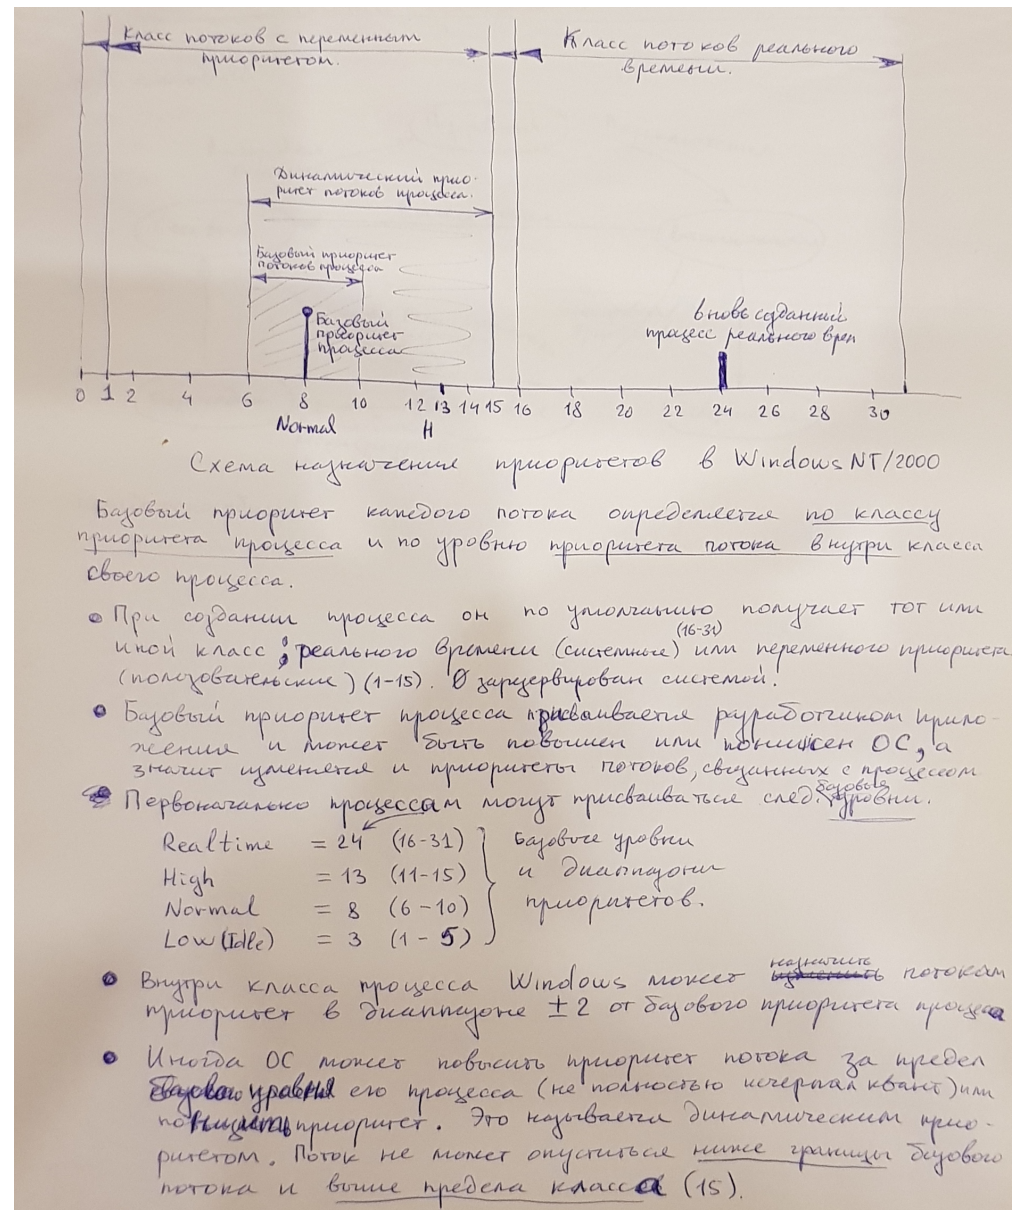 Класс потоков с переменным
приоритетом.
Класс потоков реального
времени.
Динамический прио-
ритет потоков процесса.
Базовый приоритет
потоков процесса
Базовый
приоритет
процесса
вновь созданный
процесс реального врем
0 1 2 4 6 8 10 12 13 14 15 16 18 20 22 24 26 28 30
Normal H
Схема назначения приоритетов в Windows NT/2000
Базовый приоритет каждого потока определяется по классу
приоритета процесса и по уровню приоритета потока внутри класса
своего процесса.
• При создании процесса он по умолчанию получает тот или
(16-31)
иной класс: реального времени (системные) или переменного приоритета
(пользовательские) (1-15). 0 зарезервирован системой.
• Базовый приоритет процесса присваивается разработчиком прило-
жения и может быть повышен или понижен ОС, а
значит изменяется и приоритеты потоков, связанных с процессом
• Первоначально процессам могут присваиваться след. базовые уровни.
Realtime = 24 (16-31)
High = 13 (11-15)
Normal = 8 (6-10)
Low (Idle) = 3 (1-5)
Базовые уровни
и диаппазони
приоритетов.
• Внутри класса процесса Windows может назначить потокам
приоритет в диаппазоне ±2 от базового приоритета процесса
• Иногда ОС может повысить приоритет потока за предел
базового уровня его процесса (не полностью исчерпал квант) или
понизить приоритет. Это называется динамическим прио-
ритетом. Поток не может опуститься ниже границы базового
потока и выше предела класса (15).